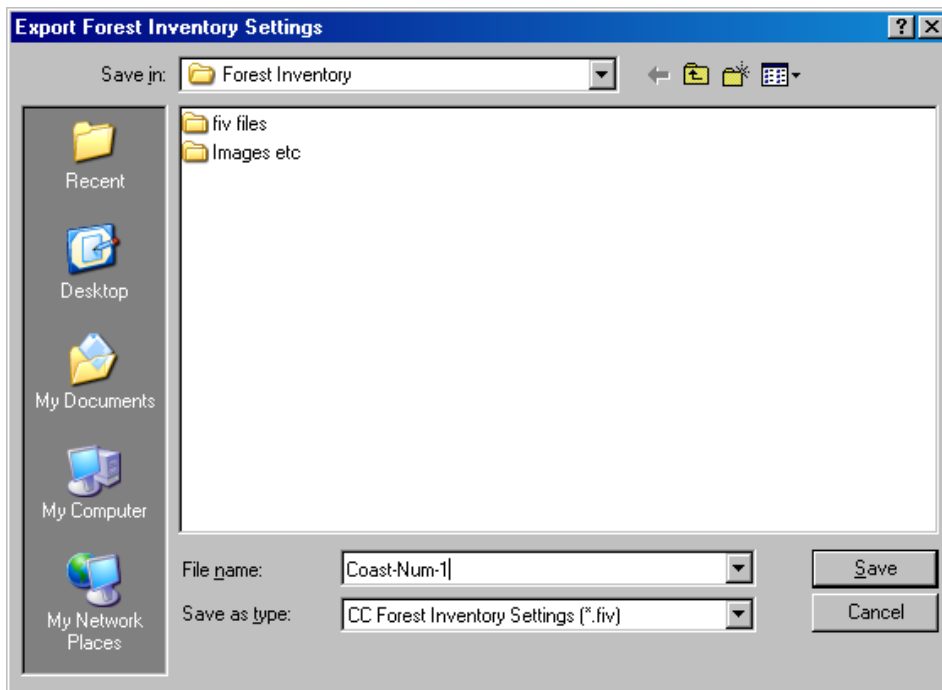 Export Forest Inventory Settings
Save in:
Forest Inventory
fiv files
Images etc
Recent
Desktop
My Documents
My Computer
My Network
Places
File name:
Coast-Num-1
Save
Save as type:
CC Forest Inventory Settings (*.fiv)
Cancel